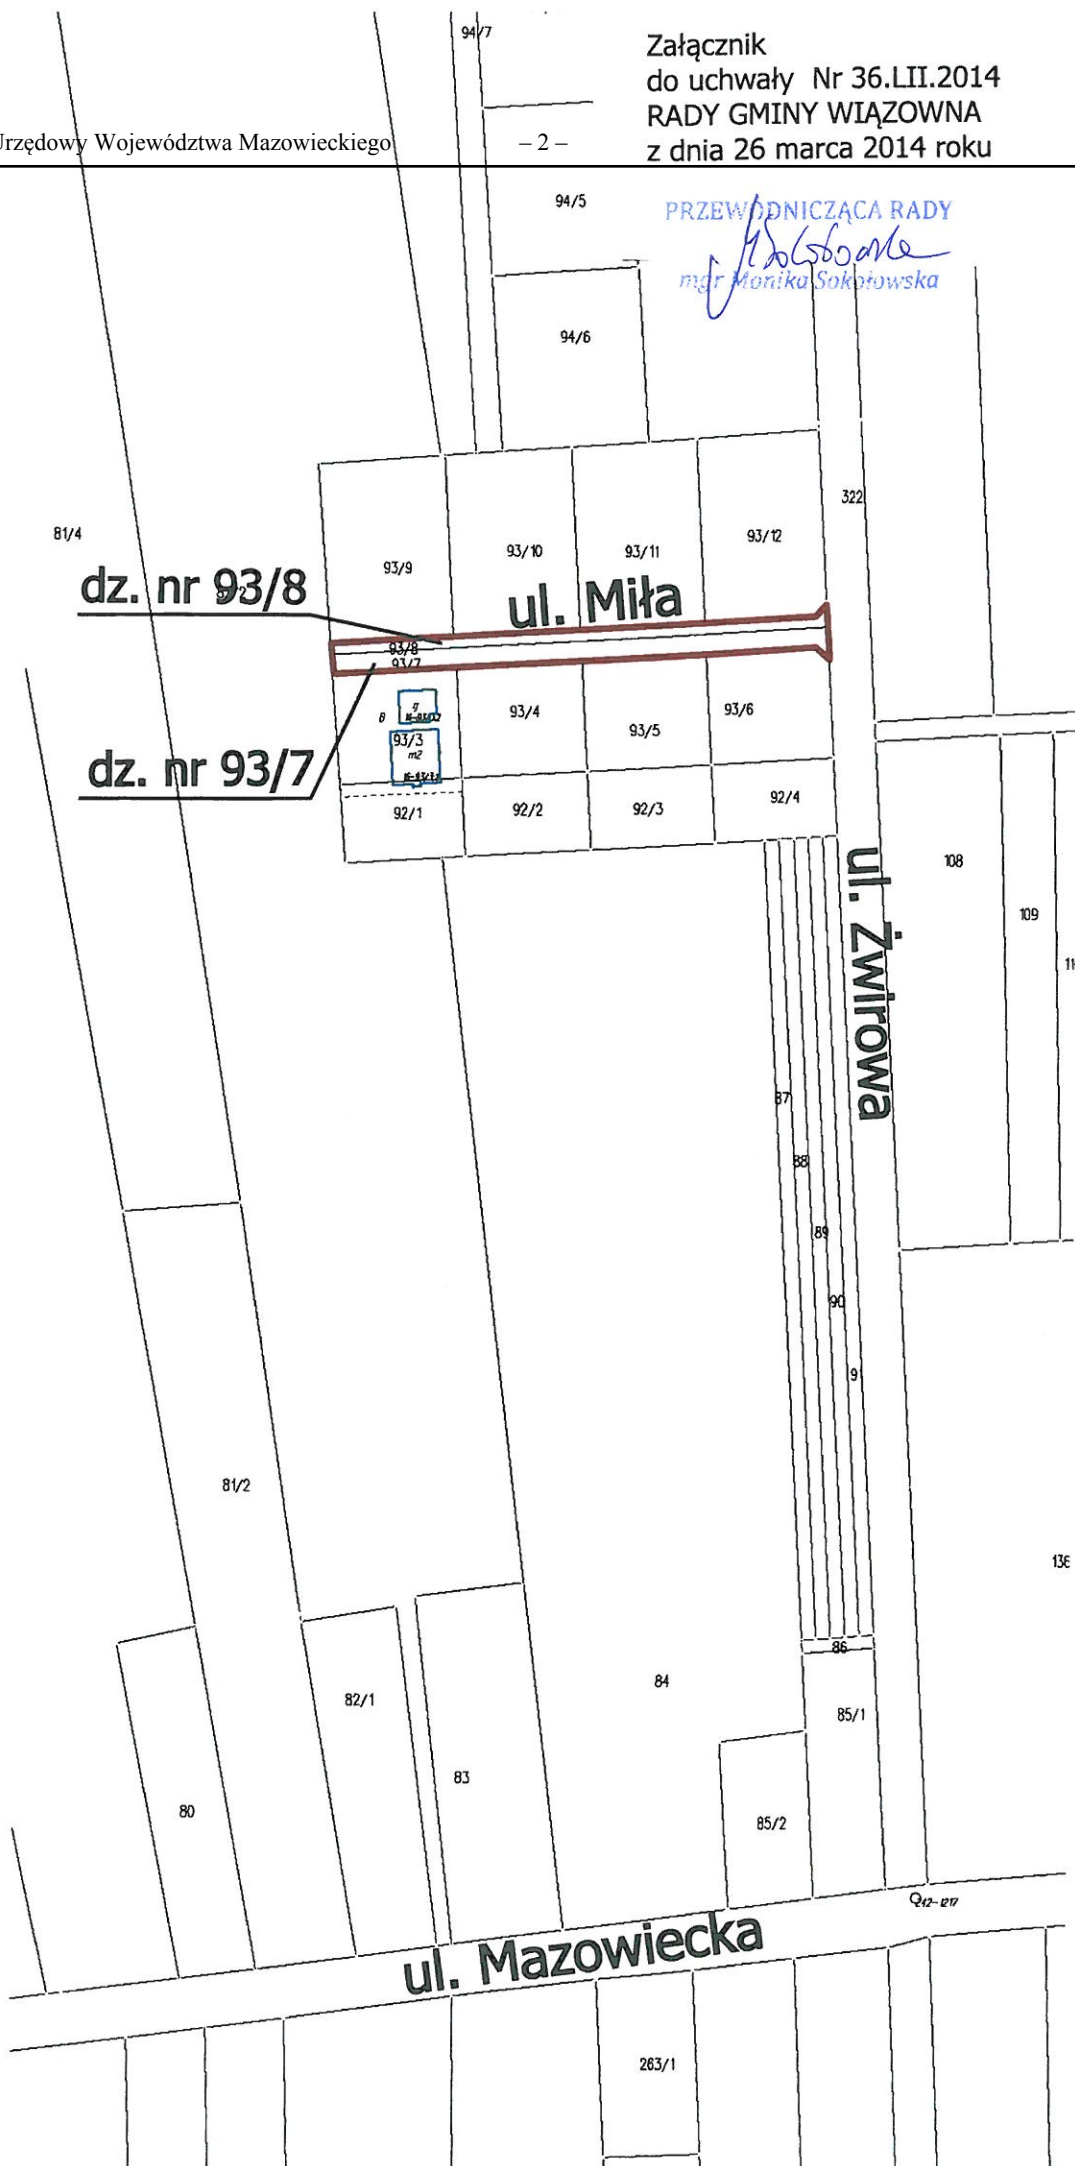 94/7
Załącznik
do uchwały Nr 36.LII.2014
RADY GMINY WIĄZOWNA
z dnia 26 marca 2014 roku
Urzędowy Województwa Mazowieckiego
– 2 –
94/5
PRZEWODNICZĄCA RADY
mgr Monika Sokołowska
94/6
322
81/4
93/9
93/10
93/11
93/12
dz. nr 93/8
ul. Miła
93/8
93/7
93/4
93/5
93/6
B
g
93/3
m2
dz. nr 93/7
92/1
92/2
92/3
92/4
ul. Żwirowa
108
109
87
88
89
90
91
81/2
136
86
84
82/1
85/1
83
80
85/2
ul. Mazowiecka
263/1